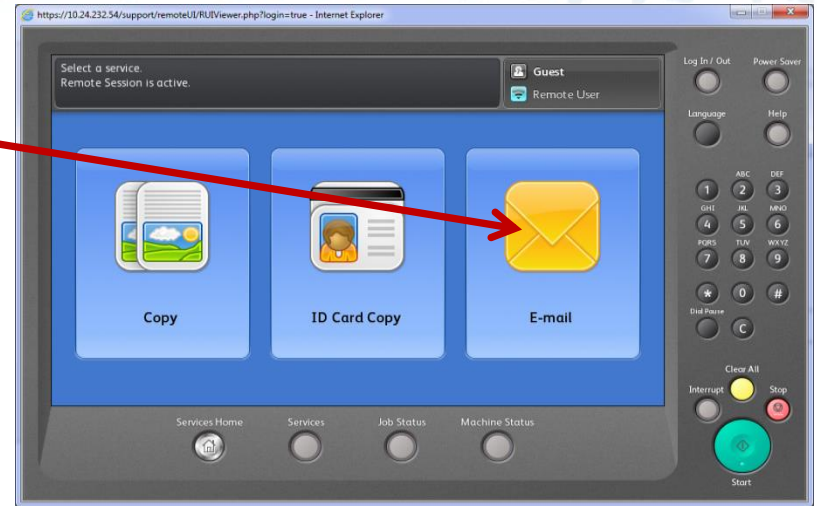 https://10.24.232.54/support/remoteUI/RUIViewer.php?login=true - Internet Explorer
Select a service.
Remote Session is active.
Guest
Remote User
Log In / Out
Power Saver
Language
Help
Copy
ID Card Copy
E-mail
ABC
DEF
1
2
3
GHI
JKL
MNO
4
5
6
PQRS
TUV
WXYZ
7
8
9
*
0
#
Dial Pause
C
Clear All
Interrupt
Stop
Start
Services Home
Services
Job Status
Machine Status